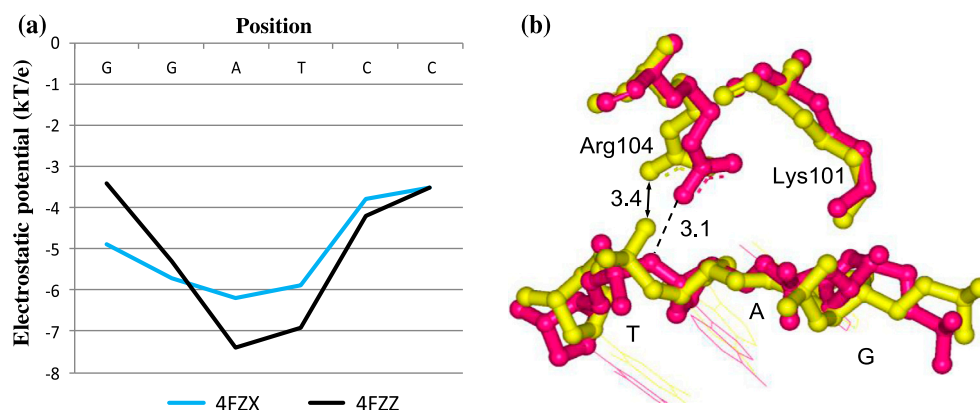 (a)
Position
Electrostatic potential (kT/e)
0
-1
-2
-3
-4
-5
-6
-7
-8
G G A T C C
4FZX 4FZZ
(b)
Arg104
Lys101
3.4
3.1
T A G